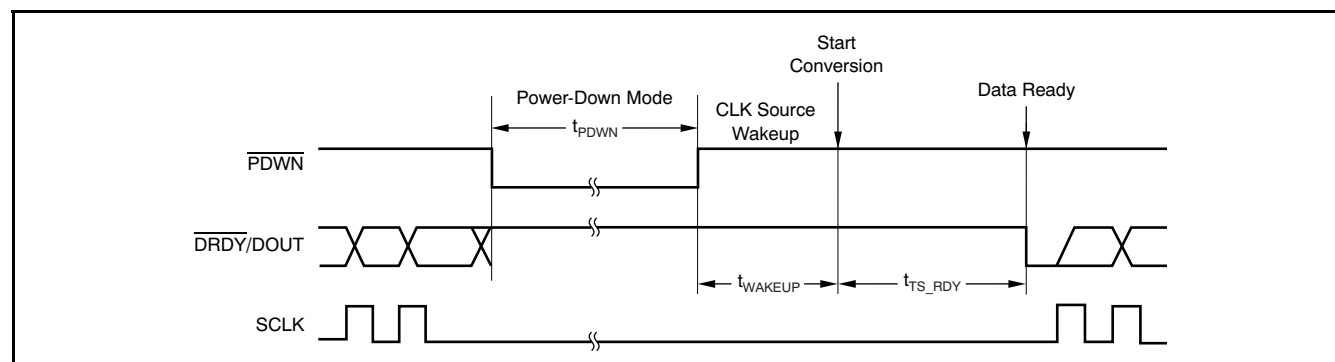 Start
Conversion
Data Ready
Power-Down Mode
CLK Source
Wakeup
tPDWN
PDWN
DRDY/DOUT
tWAKEUP
tTS_RDY
SCLK